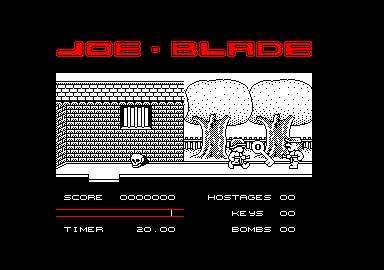 JOE · BLADE
SCORE 0000000 HOSTAGES 00
KEYS 00
TIMER 20.00 BOMBS 00